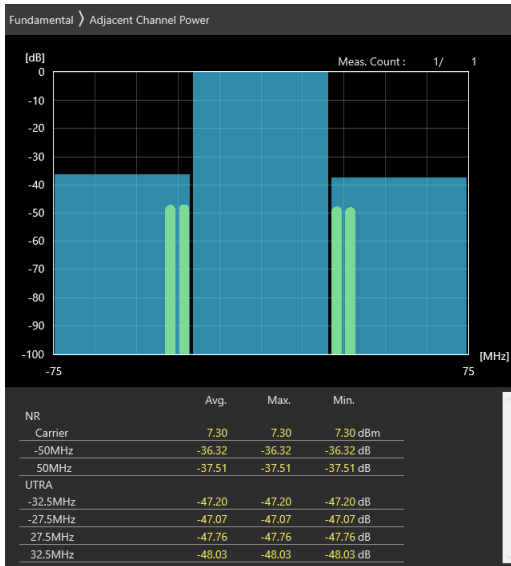 Fundamental 〉 Adjacent Channel Power
[dB]
Meas. Count : 1/ 1
0
-10
-20
-30
-40
-50
-60
-70
-80
-90
-100
[MHz]
-75 75
Avg. Max. Min.
NR
Carrier 7.30 7.30 7.30 dBm
-50MHz -36.32 -36.32 -36.32 dB
50MHz -37.51 -37.51 -37.51 dB
UTRA
-32.5MHz -47.20 -47.20 -47.20 dB
-27.5MHz -47.07 -47.07 -47.07 dB
27.5MHz -47.76 -47.76 -47.76 dB
32.5MHz -48.03 -48.03 -48.03 dB